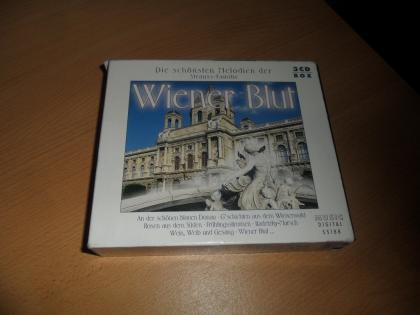 Die schönsten Melodien der
Strauss-Familie
3CD
BOX
Wiener Blut
An der schönen blauen Donau · G'schichten aus dem Wienerwald
Rosen aus dem Süden · Frühlingsstimmen · Radetzky-Marsch
Wein, Weib und Gesang · Wiener Blut ...
MUSIC
DIGITAL